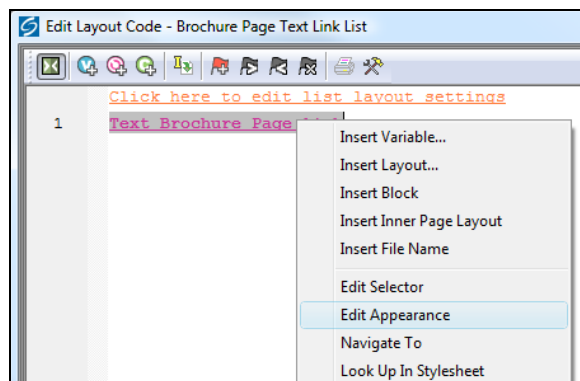 Edit Layout Code - Brochure Page Text Link List
Click here to edit list layout settings
1 Text Brochure Page
Insert Variable...
Insert Layout...
Insert Block
Insert Inner Page Layout
Insert File Name
Edit Selector
Edit Appearance
Navigate To
Look Up In Stylesheet